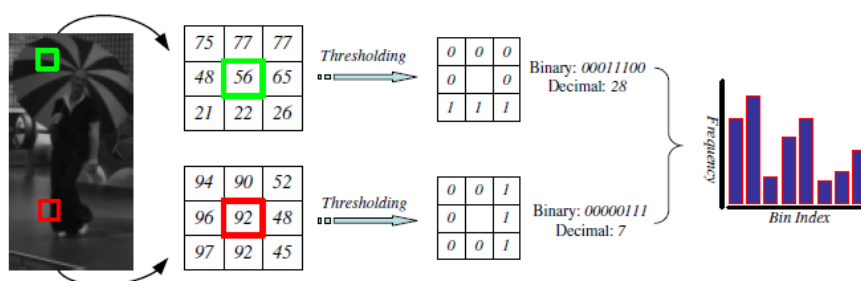 75 77 77
48 56 65
21 22 26
Thresholding
0 0 0
0 0
1 1 1
Binary: 00011100
Decimal: 28
94 90 52
96 92 48
97 92 45
Thresholding
0 0 1
0 1
0 0 1
Binary: 00000111
Decimal: 7
Frequency
Bin Index